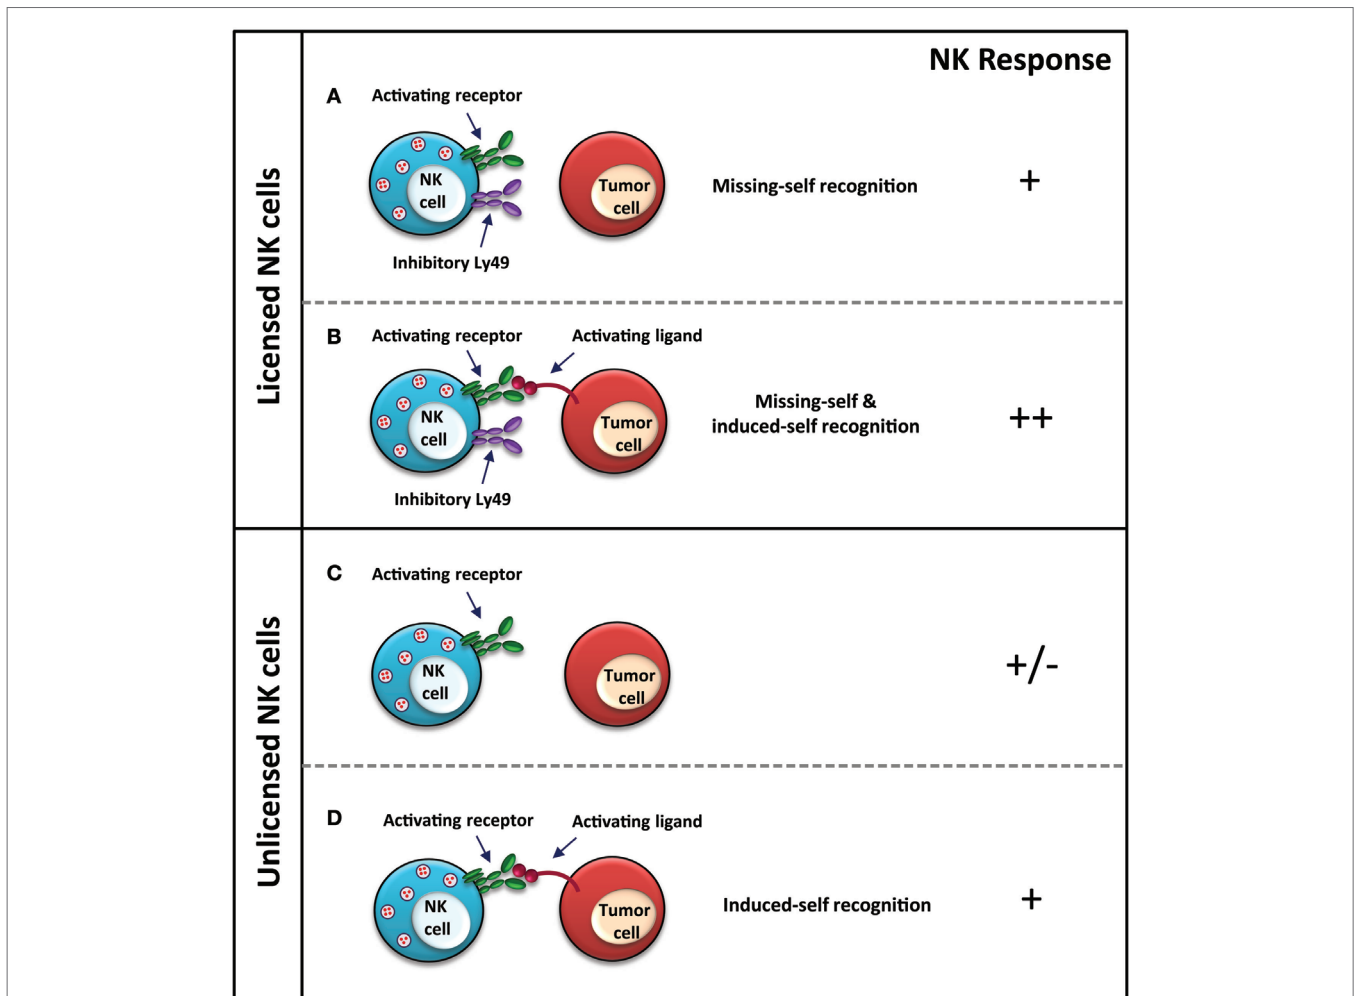 NK Response
Licensed NK cells
A
Activating receptor
NK
cell
Tumor
cell
Missing-self recognition
+
Inhibitory Ly49
B
Activating receptor
Activating ligand
NK
cell
Tumor
cell
Missing-self &
induced-self recognition
++
Inhibitory Ly49
Unlicensed NK cells
C
Activating receptor
NK
cell
Tumor
cell
+/-
D
Activating receptor
Activating ligand
NK
cell
Tumor
cell
Induced-self recognition
+